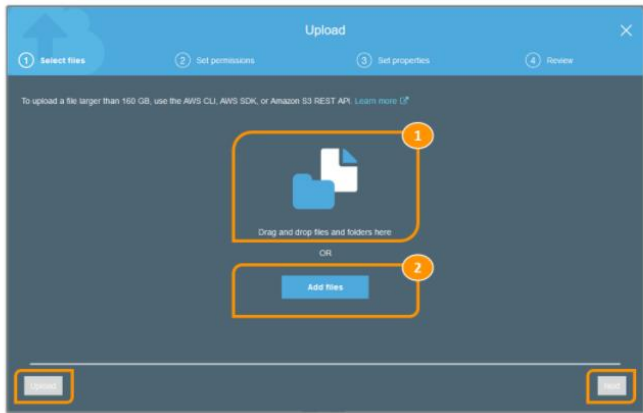 Upload
1 Select files
2 Set permissions
3 Set properties
4 Review
To upload a file larger than 160 GB, use the AWS CLI, AWS SDK, or Amazon S3 REST API. Learn more
1
Drag and drop files and folders here
OR
2
Add files
Upload
Next